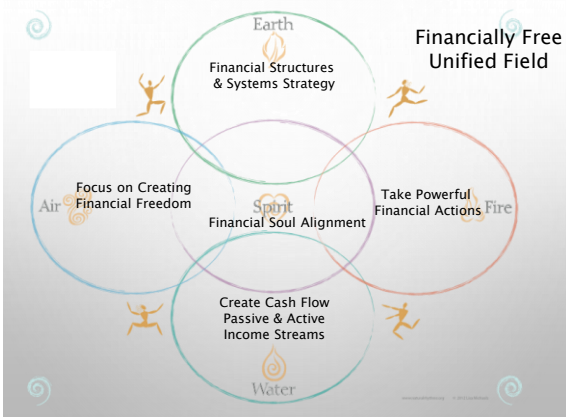 Earth
Financially Free
Unified Field
Financial Structures
& Systems Strategy
Air
Focus on Creating
Financial Freedom
Spirit
Financial Soul Alignment
Take Powerful
Financial Actions
Fire
Create Cash Flow
Passive & Active
Income Streams
Water